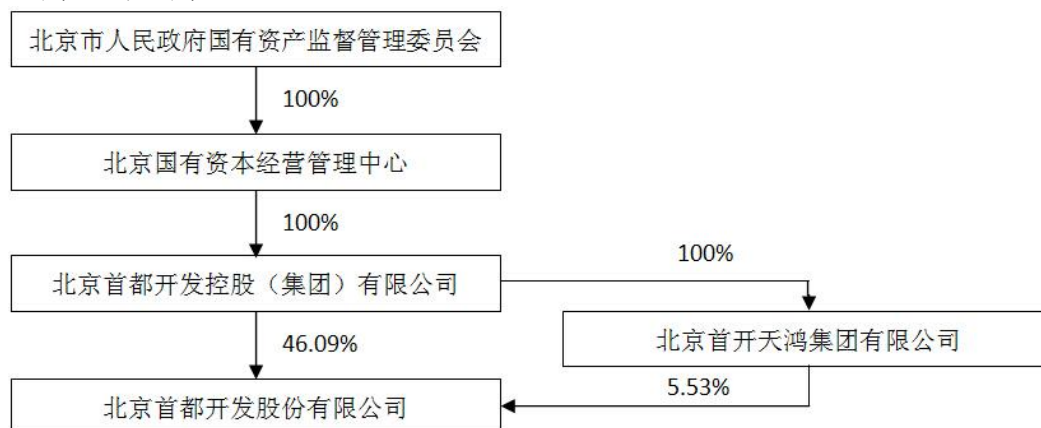 北京市人民政府国有资产监督管理委员会
100%
北京国有资本经营管理中心
100%
北京首都开发控股（集团）有限公司
100%
46.09%
北京首开天鸿集团有限公司
5.53%
北京首都开发股份有限公司